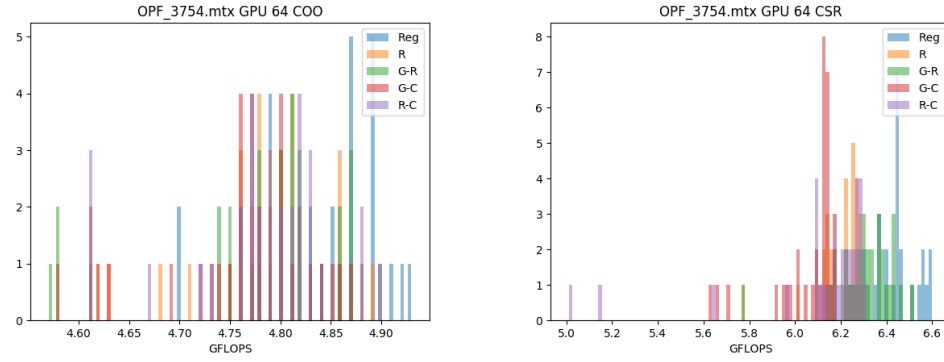 OPF_3754.mtx GPU 64 COO
5
4
3
2
1
0
4.60
4.65
4.70
4.75
4.80
4.85
4.90
GFLOPS
Reg
R
G-R
G-C
R-C
OPF_3754.mtx GPU 64 CSR
8
7
6
5
4
3
2
1
0
5.0
5.2
5.4
5.6
5.8
6.0
6.2
6.4
6.6
GFLOPS
Reg
R
G-R
G-C
R-C